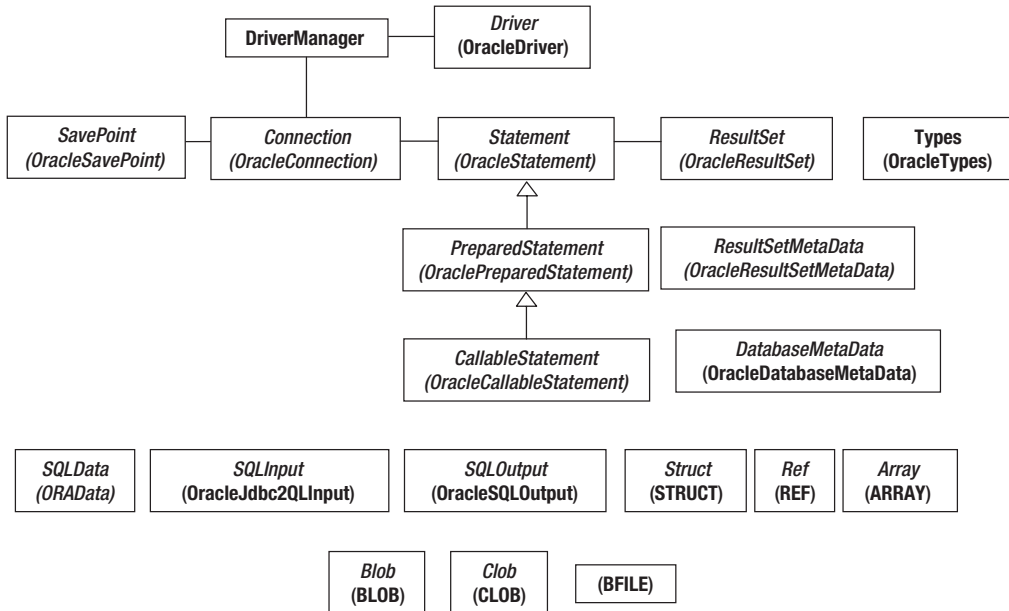 DriverManager
Driver
(OracleDriver)
SavePoint
(OracleSavePoint)
Connection
(OracleConnection)
Statement
(OracleStatement)
ResultSet
(OracleResultSet)
Types
(OracleTypes)
PreparedStatement
(OraclePreparedStatement)
ResultSetMetaData
(OracleResultSetMetaData)
CallableStatement
(OracleCallableStatement)
DatabaseMetaData
(OracleDatabaseMetaData)
SQLData
(ORAData)
SQLInput
(OracleJdbc2QLInput)
SQLOutput
(OracleSQLOutput)
Struct
(STRUCT)
Ref
(REF)
Array
(ARRAY)
Blob
(BLOB)
Clob
(CLOB)
(BFILE)